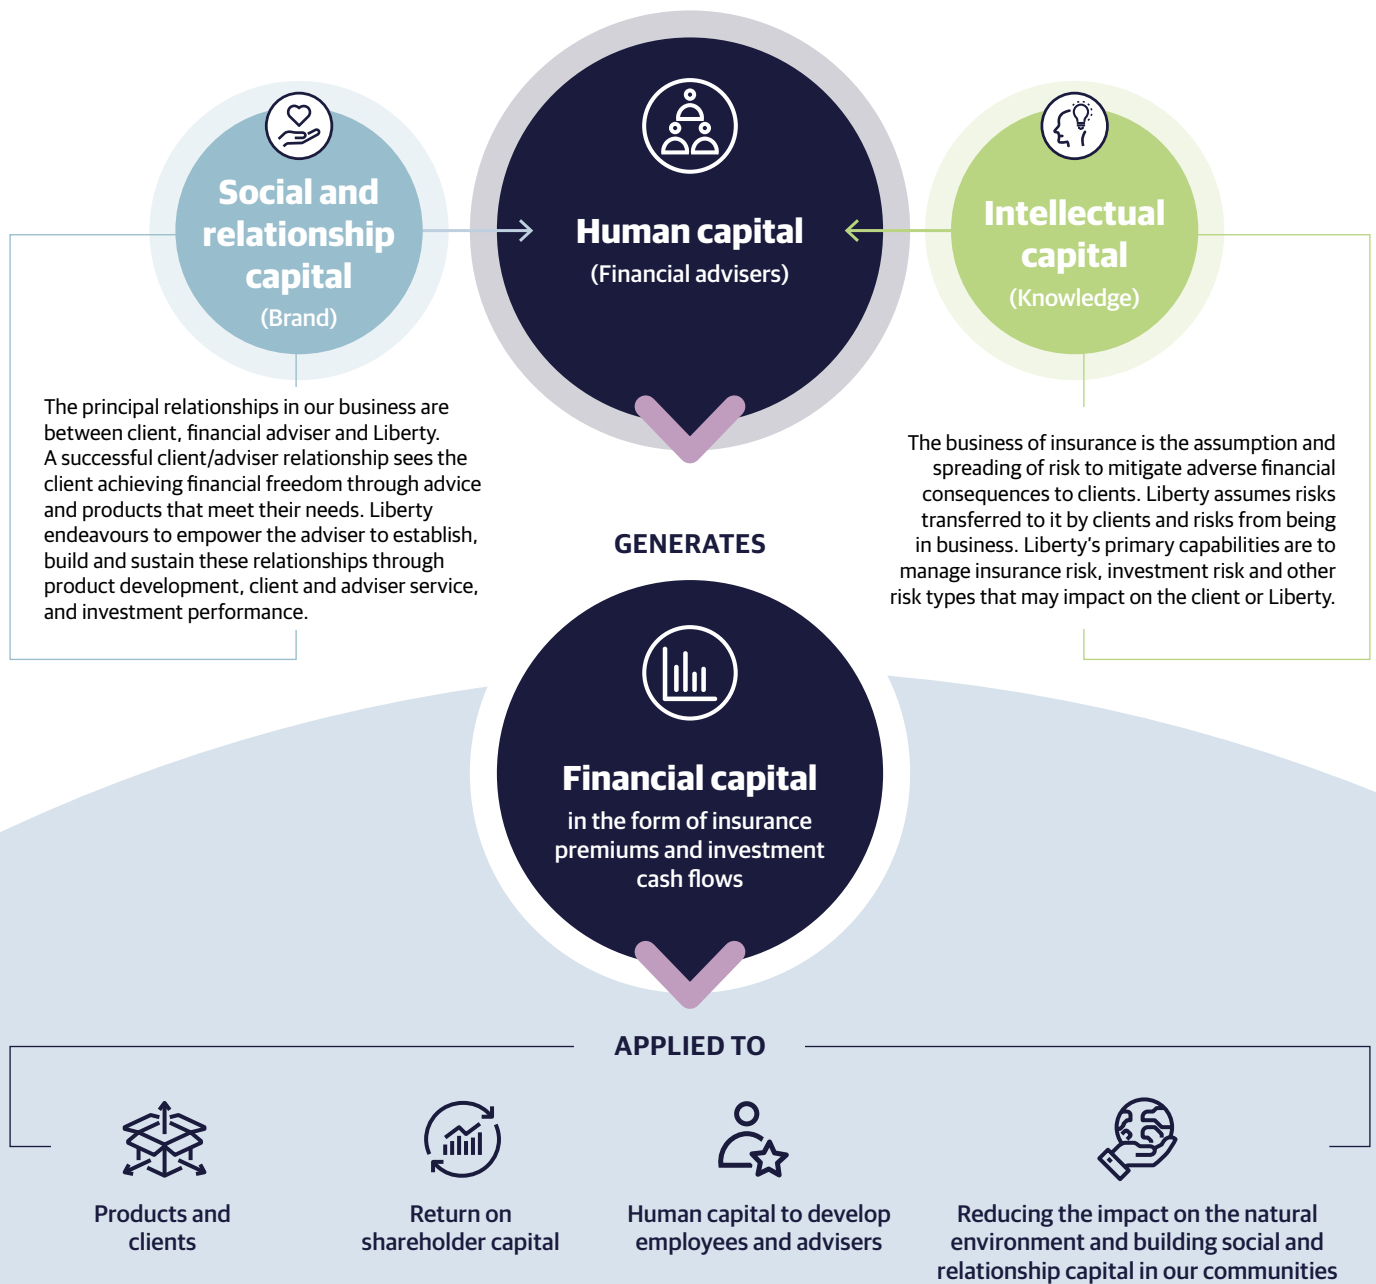 Social and
relationship
capital
(Brand)
Human capital
(Financial advisers)
Intellectual
capital
(Knowledge)
The principal relationships in our business are
between client, financial adviser and Liberty.
A successful client/adviser relationship sees the
client achieving financial freedom through advice
and products that meet their needs. Liberty
endeavours to empower the adviser to establish,
build and sustain these relationships through
product development, client and adviser service,
and investment performance.
The business of insurance is the assumption and
spreading of risk to mitigate adverse financial
consequences to clients. Liberty assumes risks
transferred to it by clients and risks from being
in business. Liberty's primary capabilities are to
manage insurance risk, investment risk and other
risk types that may impact on the client or Liberty.
GENERATES
Financial capital
in the form of insurance
premiums and investment
cash flows
APPLIED TO
Products and
clients
Return on
shareholder capital
Human capital to develop
employees and advisers
Reducing the impact on the natural
environment and building social and
relationship capital in our communities